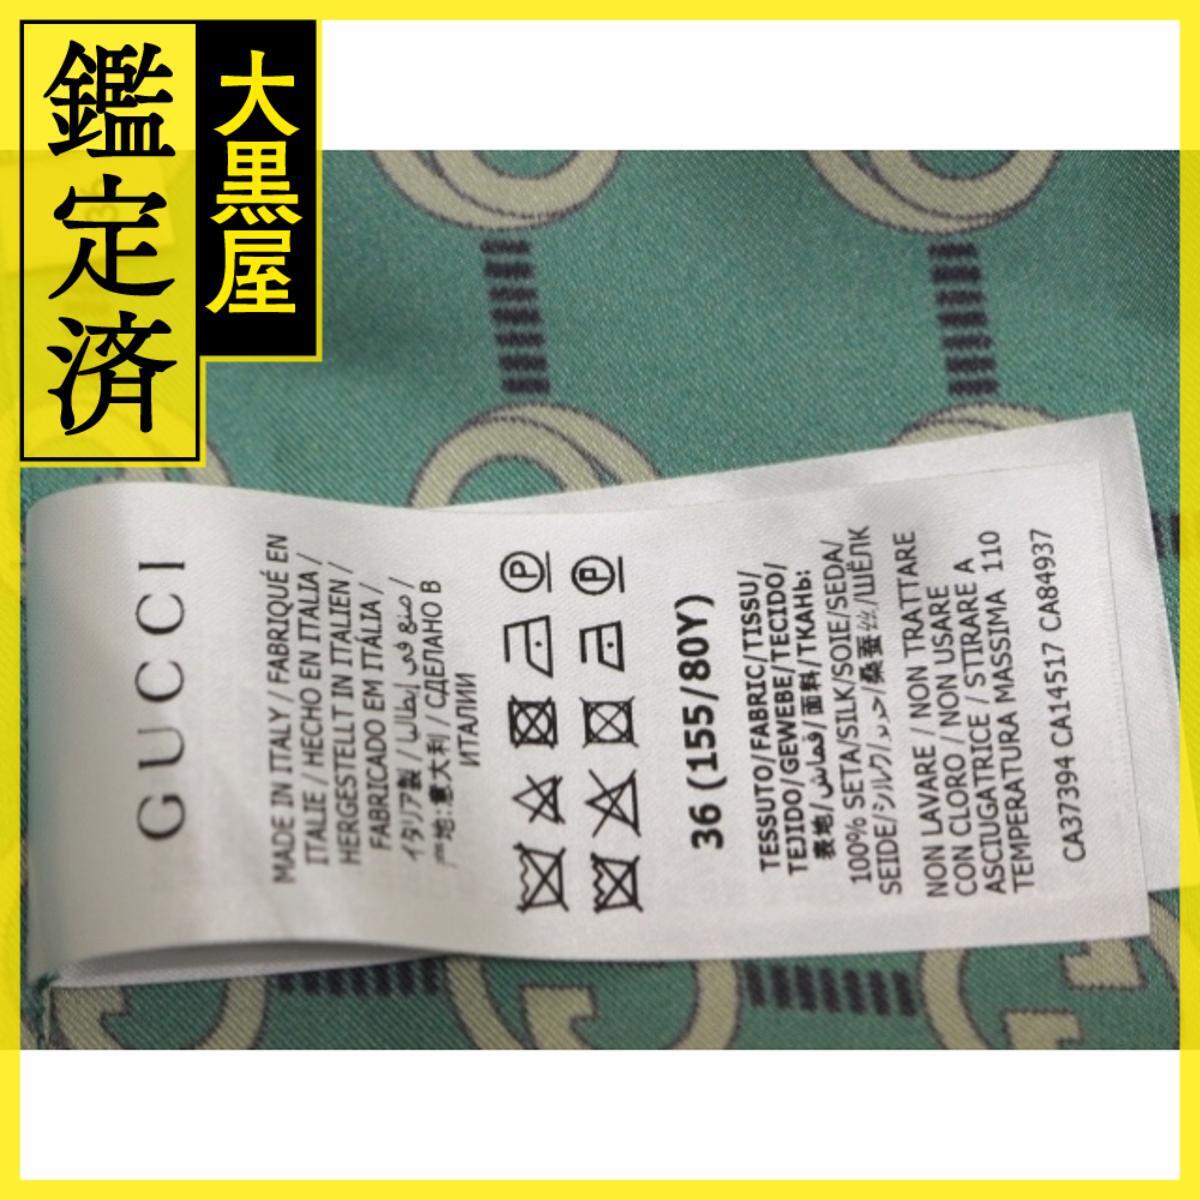 鑑定済
大黒屋
GUCCI
MADE IN ITALY / FABRIQUÉ EN
ITALIE / HECHO EN ITALIA /
HERGESTELLT IN ITALIEN /
FABRICADO EM ITÁLIA /
イタリア製 / صنع في إيطاليا /
产地:意大利 / СДЕЛАНО В
ИТАЛИИ
P
P
36 (155/80Y)
TESSUTO/FABRIC/TISSU/
TEJIDO/GEWEBE/TECIDO/
表地/قماش/面料/ТКАНЬ:
100% SETA/SILK/SOIE/SEDA/
SEIDE/シルク/حرير/桑蚕丝/ШЁЛК
NON LAVARE / NON TRATTARE
CON CLORO / NON USARE
ASCIUGATRICE / STIRARE A
TEMPERATURA MASSIMA 110
CA37394 CA14517 CA84937